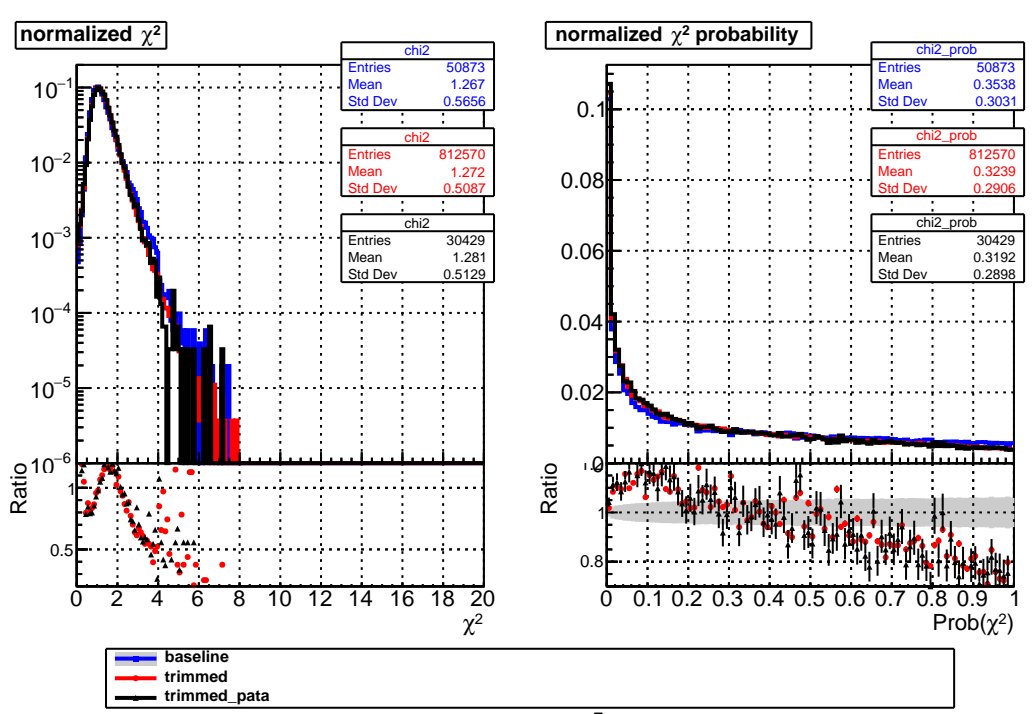 normalized χ²
chi2
Entries 50873
Mean 1.267
Std Dev 0.5656
chi2
Entries 812570
Mean 1.272
Std Dev 0.5087
chi2
Entries 30429
Mean 1.281
Std Dev 0.5129
10⁻¹
10⁻²
10⁻³
10⁻⁴
10⁻⁵
10⁻⁶
Ratio
1
0.5
0 2 4 6 8 10 12 14 16 18 20
χ²
normalized χ² probability
chi2_prob
Entries 50873
Mean 0.3538
Std Dev 0.3031
chi2_prob
Entries 812570
Mean 0.3239
Std Dev 0.2906
chi2_prob
Entries 30429
Mean 0.3192
Std Dev 0.2898
0.1
0.08
0.06
0.04
0.02
Ratio
1
0.8
0 0.1 0.2 0.3 0.4 0.5 0.6 0.7 0.8 0.9 1
Prob(χ²)
baseline
trimmed
trimmed_pata